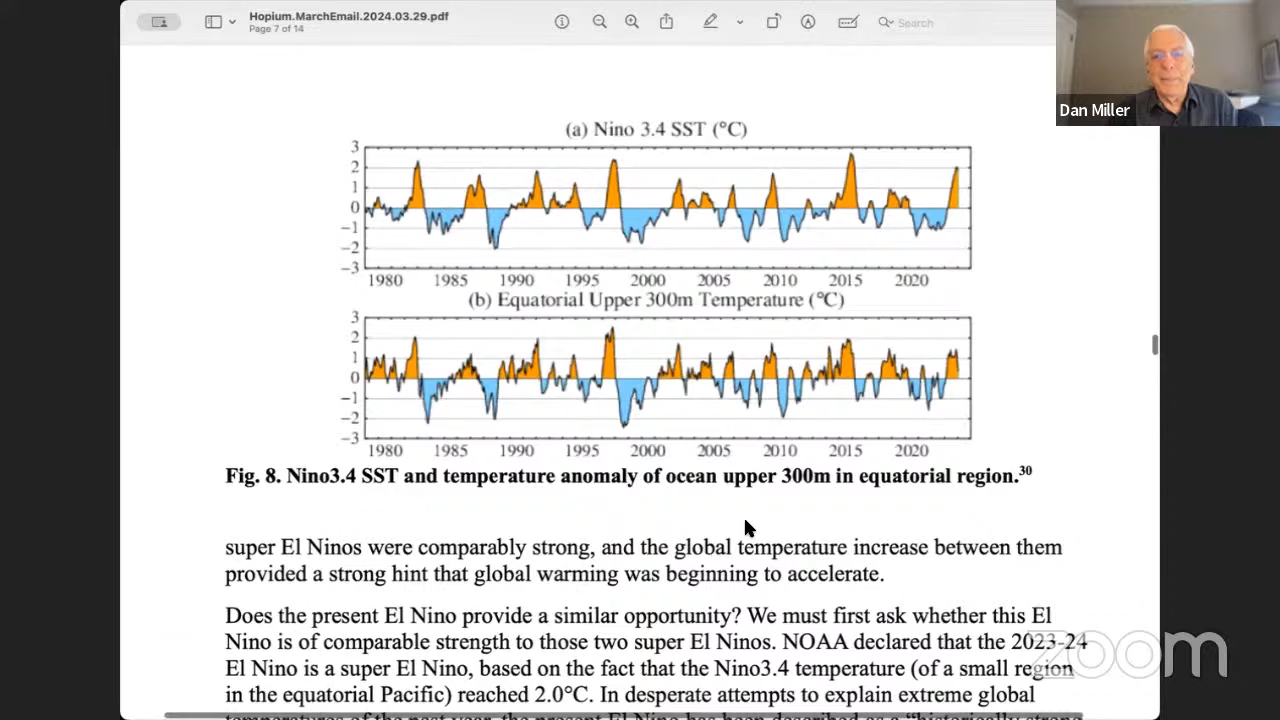 Hopium.MarchEmail.2024.03.29.pdf
Page 7 of 14
Search
Dan Miller
(a) Nino 3.4 SST (°C)
3
2
1
0
−1
−2
−3
1980 1985 1990 1995 2000 2005 2010 2015 2020
(b) Equatorial Upper 300m Temperature (°C)
3
2
1
0
−1
−2
−3
1980 1985 1990 1995 2000 2005 2010 2015 2020
Fig. 8. Nino3.4 SST and temperature anomaly of ocean upper 300m in equatorial region.30
super El Ninos were comparably strong, and the global temperature increase between them
provided a strong hint that global warming was beginning to accelerate.
Does the present El Nino provide a similar opportunity? We must first ask whether this El
Nino is of comparable strength to those two super El Ninos. NOAA declared that the 2023-24
El Nino is a super El Nino, based on the fact that the Nino3.4 temperature (of a small region
in the equatorial Pacific) reached 2.0°C. In desperate attempts to explain extreme global
zoom